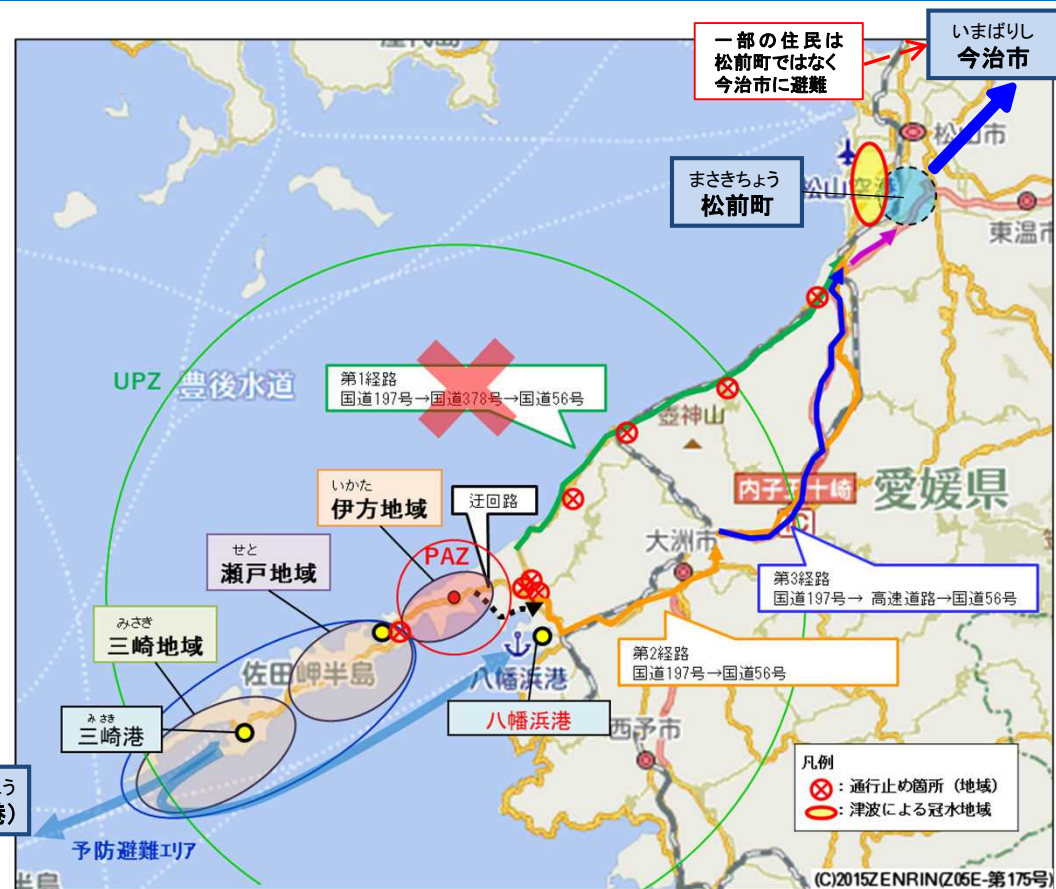 一部の住民は
松前町ではなく
今治市に避難
いまばりし
今治市
松山市
まさきちょう
松前町
松山空港
東温市
UPZ
豊後水道
第1経路
国道197号→国道378号→国道56号
壺神山
いかた
伊方地域
迂回路
内子五十崎
IC
愛媛県
PAZ
大洲市
せと
瀬戸地域
第3経路
国道197号→ 高速道路→国道56号
みさき
三崎地域
佐田岬半島
第2経路
国道197号→国道56号
八幡浜港
みさき
三崎港
八幡浜港
西予市
凡例
:通行止め箇所(地域)
:津波による冠水地域
う
港)
予防避難エリア
半島
(C)2015ZENRIN(Z05E-第175号)